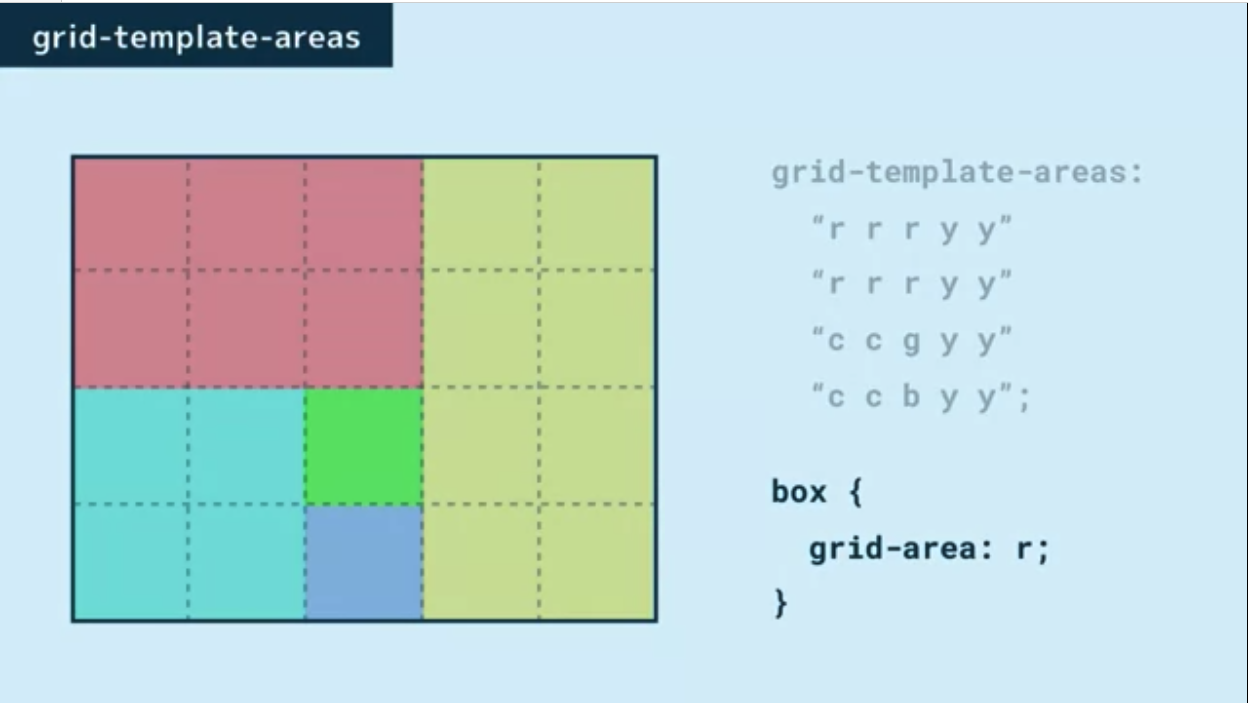 grid-template-areas
grid-template-areas:
“r r r y y”
“r r r y y”
“c c g y y”
“c c b y y”;
box {
grid-area: r;
}